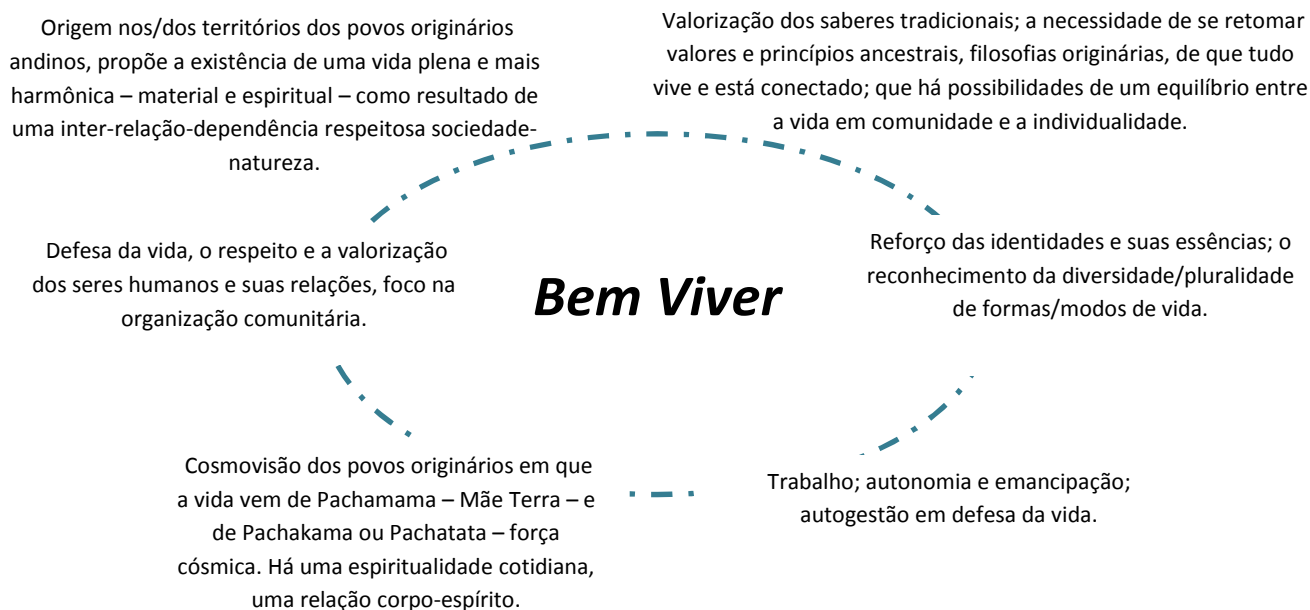 Origem nos/dos territórios dos povos originários
andinos, propõe a existência de uma vida plena e mais
harmônica – material e espiritual – como resultado de
uma inter-relação-dependência respeitosa sociedade-
natureza.
Valorização dos saberes tradicionais; a necessidade de se retomar
valores e princípios ancestrais, filosofias originárias, de que tudo
vive e está conectado; que há possibilidades de um equilíbrio entre
a vida em comunidade e a individualidade.
Defesa da vida, o respeito e a valorização
dos seres humanos e suas relações, foco na
organização comunitária.
Bem Viver
Reforço das identidades e suas essências; o
reconhecimento da diversidade/pluralidade
de formas/modos de vida.
Cosmovisão dos povos originários em que
a vida vem de Pachamama – Mãe Terra – e
de Pachakama ou Pachatata – força
cósmica. Há uma espiritualidade cotidiana,
uma relação corpo-espírito.
Trabalho; autonomia e emancipação;
autogestão em defesa da vida.